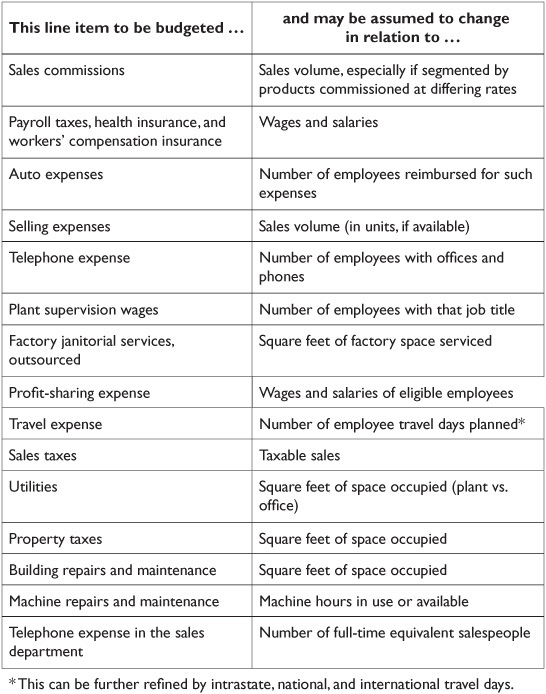 This line item to be budgeted …
and may be assumed to change
in relation to …
Sales commissions
Sales volume, especially if segmented by
products commissioned at differing rates
Payroll taxes, health insurance, and
workers' compensation insurance
Wages and salaries
Auto expenses
Number of employees reimbursed for such
expenses
Selling expenses
Sales volume (in units, if available)
Telephone expense
Number of employees with offices and
phones
Plant supervision wages
Number of employees with that job title
Factory janitorial services,
outsourced
Square feet of factory space serviced
Profit-sharing expense
Wages and salaries of eligible employees
Travel expense
Number of employee travel days planned*
Sales taxes
Taxable sales
Utilities
Square feet of space occupied (plant vs.
office)
Property taxes
Square feet of space occupied
Building repairs and maintenance
Square feet of space occupied
Machine repairs and maintenance
Machine hours in use or available
Telephone expense in the sales
department
Number of full-time equivalent salespeople
* This can be further refined by intrastate, national, and international travel days.